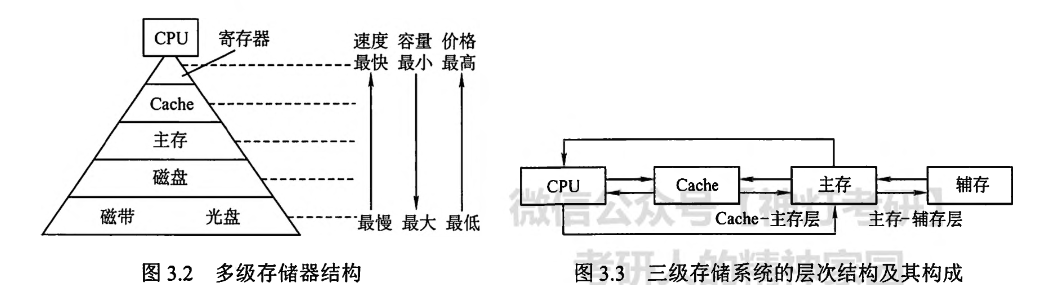 CPU
寄存器
速度 容量 价格
最快 最小 最高
Cache
主存
磁盘
磁带 光盘
最慢 最大 最低
图 3.2 多级存储器结构
CPU
Cache
主存
辅存
Cache-主存层
主存-辅存层
微信公众号【神灯考研】
考研人的精神家园
图 3.3 三级存储系统的层次结构及其构成